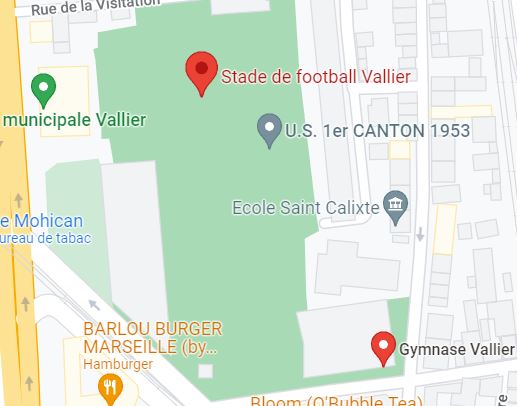 Rue de la Visitation
Stade de football Vallier
municipale Vallier
U.S. 1er CANTON 1953
Ecole Saint Calixte
e Mohican
ureau de tabac
BARLOU BURGER
MARSEILLE (by...
Hamburger
Gymnase Vallier
Bloom (O'Bubble Tea)
re